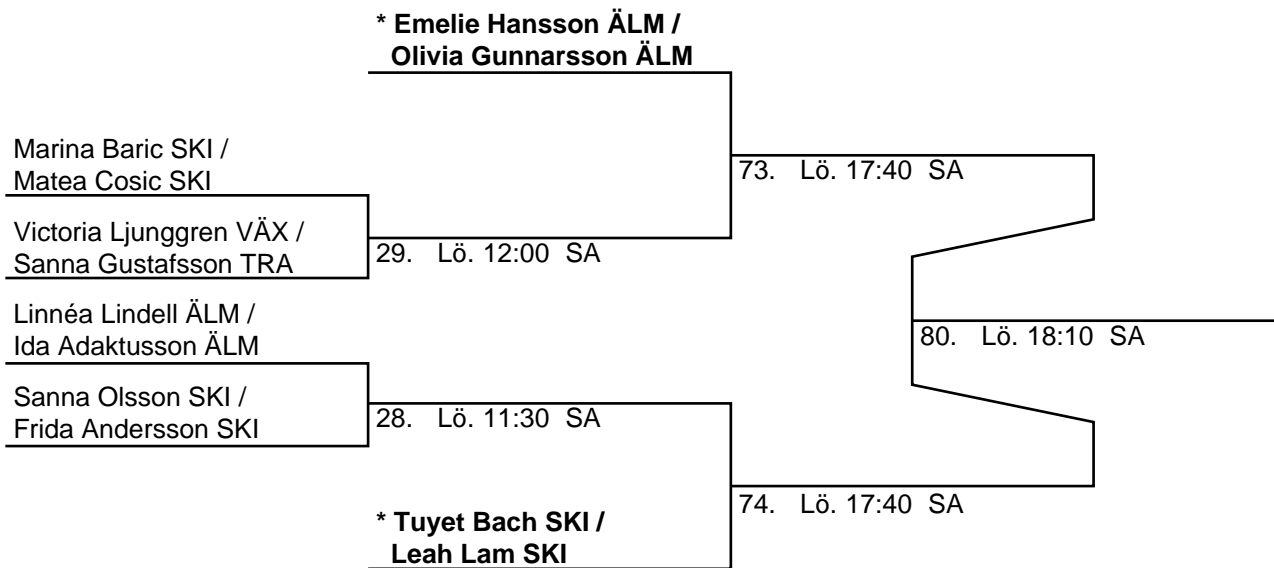 * Emelie Hansson ÄLM /
Olivia Gunnarsson ÄLM
Marina Baric SKI /
Matea Cosic SKI
73. Lö. 17:40 SA
Victoria Ljunggren VÄX /
Sanna Gustafsson TRA
29. Lö. 12:00 SA
Linnéa Lindell ÄLM /
Ida Adaktusson ÄLM
80. Lö. 18:10 SA
Sanna Olsson SKI /
Frida Andersson SKI
28. Lö. 11:30 SA
74. Lö. 17:40 SA
* Tuyet Bach SKI /
Leah Lam SKI